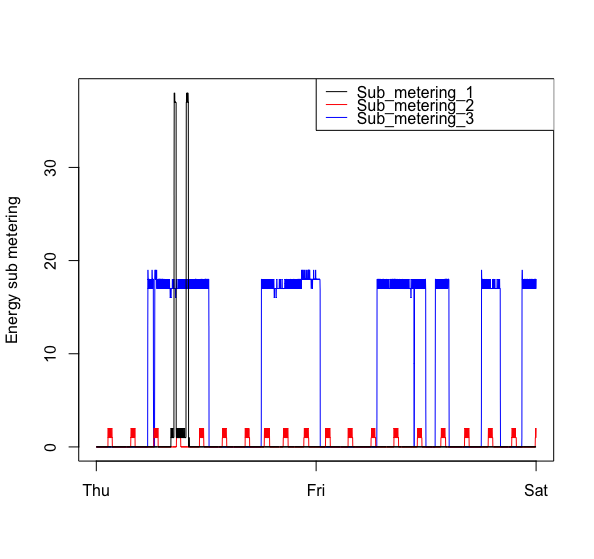 Sub_metering_1
Sub_metering_2
Sub_metering_3
Energy sub metering
30
20
10
0
Thu Fri Sat